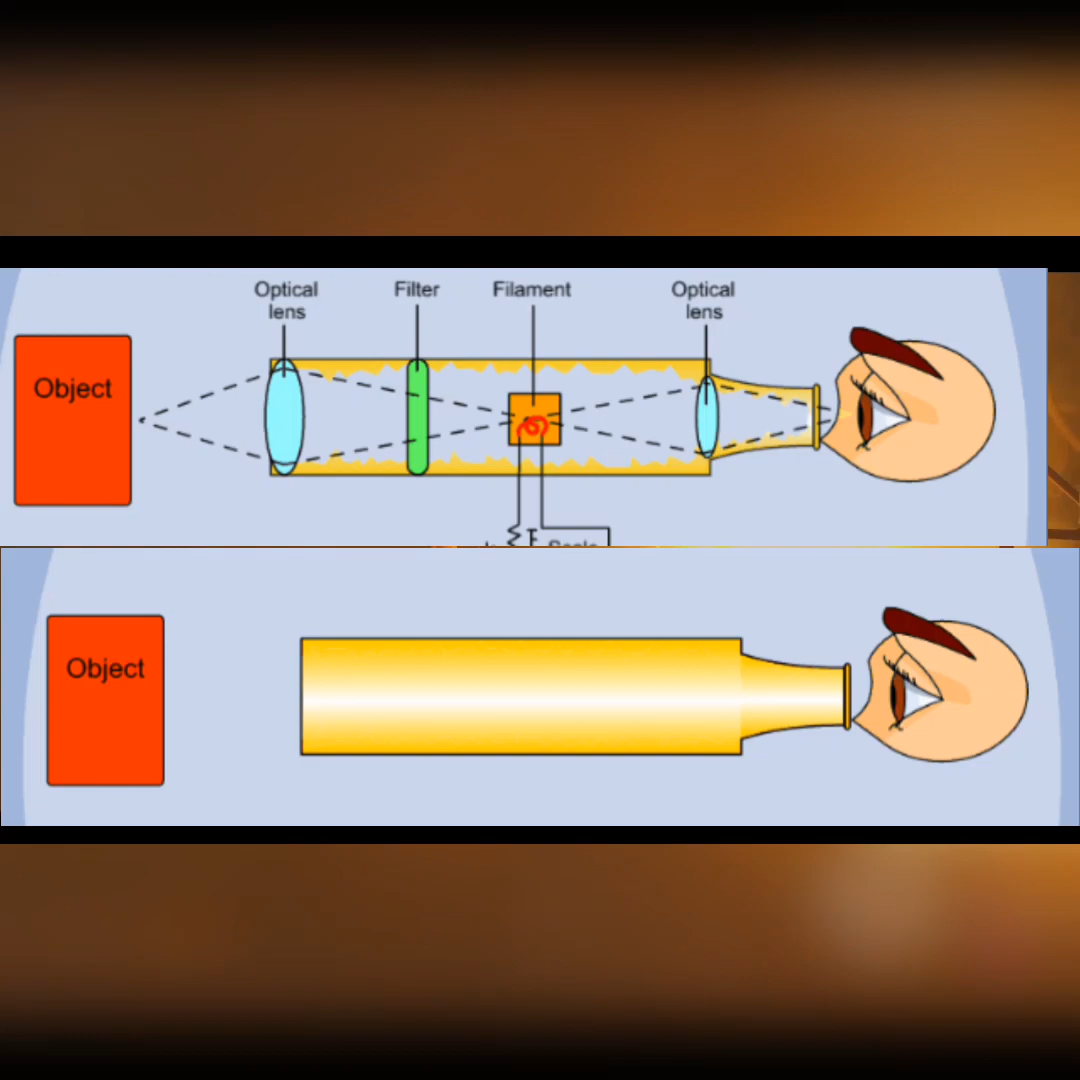 Optical
lens
Filter
Filament
Optical
lens
Object
Object